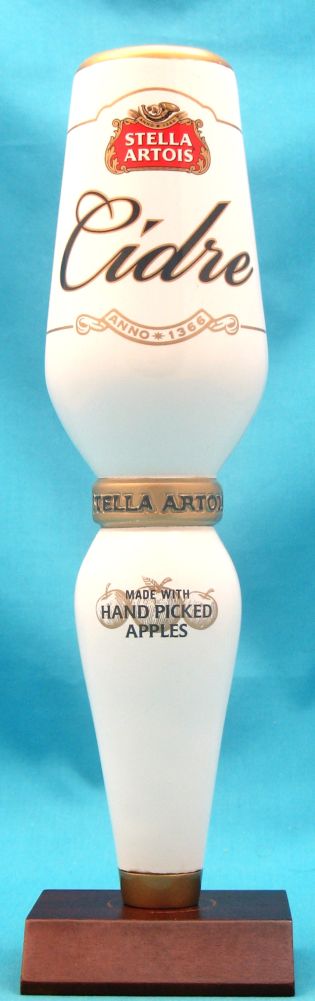 STELLA
ARTOIS
Cidre
ANNO ✶ 1366
STELLA ARTOIS
MADE WITH
HAND PICKED
APPLES